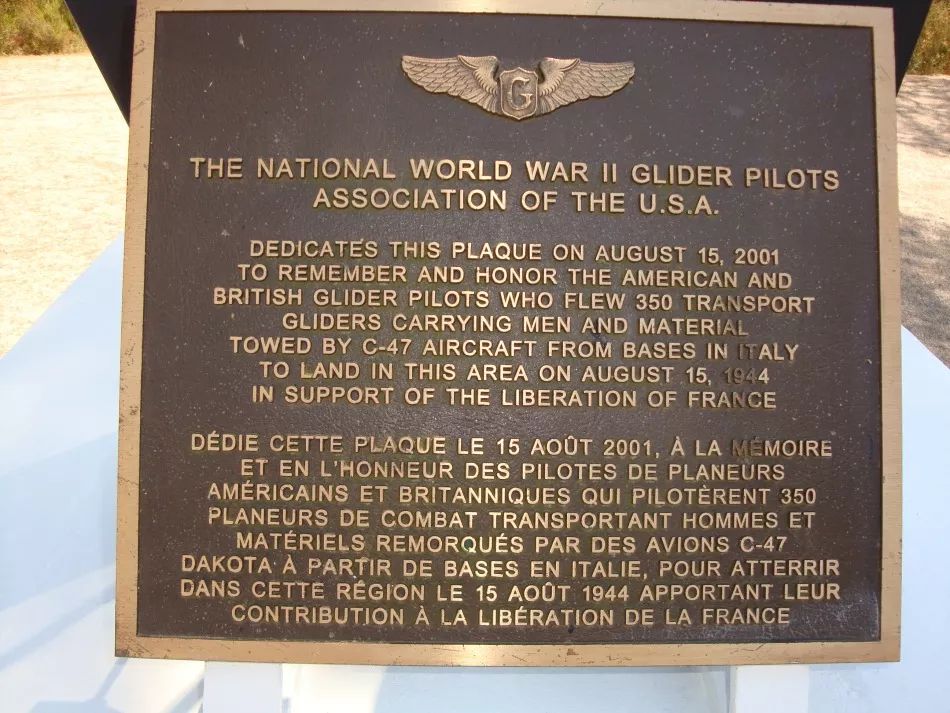 G
THE NATIONAL WORLD WAR II GLIDER PILOTS
ASSOCIATION OF THE U.S.A.
DEDICATES THIS PLAQUE ON AUGUST 15, 2001
TO REMEMBER AND HONOR THE AMERICAN AND
BRITISH GLIDER PILOTS WHO FLEW 350 TRANSPORT
GLIDERS CARRYING MEN AND MATERIAL
TOWED BY C-47 AIRCRAFT FROM BASES IN ITALY
TO LAND IN THIS AREA ON AUGUST 15, 1944
IN SUPPORT OF THE LIBERATION OF FRANCE
DÉDIE CETTE PLAQUE LE 15 AOÛT 2001, À LA MÉMOIRE
ET EN L'HONNEUR DES PILOTES DE PLANEURS
AMÉRICAINS ET BRITANNIQUES QUI PILOTÈRENT 350
PLANEURS DE COMBAT TRANSPORTANT HOMMES ET
MATÉRIELS REMORQUÉS PAR DES AVIONS C-47
DAKOTA À PARTIR DE BASES EN ITALIE, POUR ATTERRIR
DANS CETTE RÉGION LE 15 AOÛT 1944 APPORTANT LEUR
CONTRIBUTION À LA LIBÉRATION DE LA FRANCE